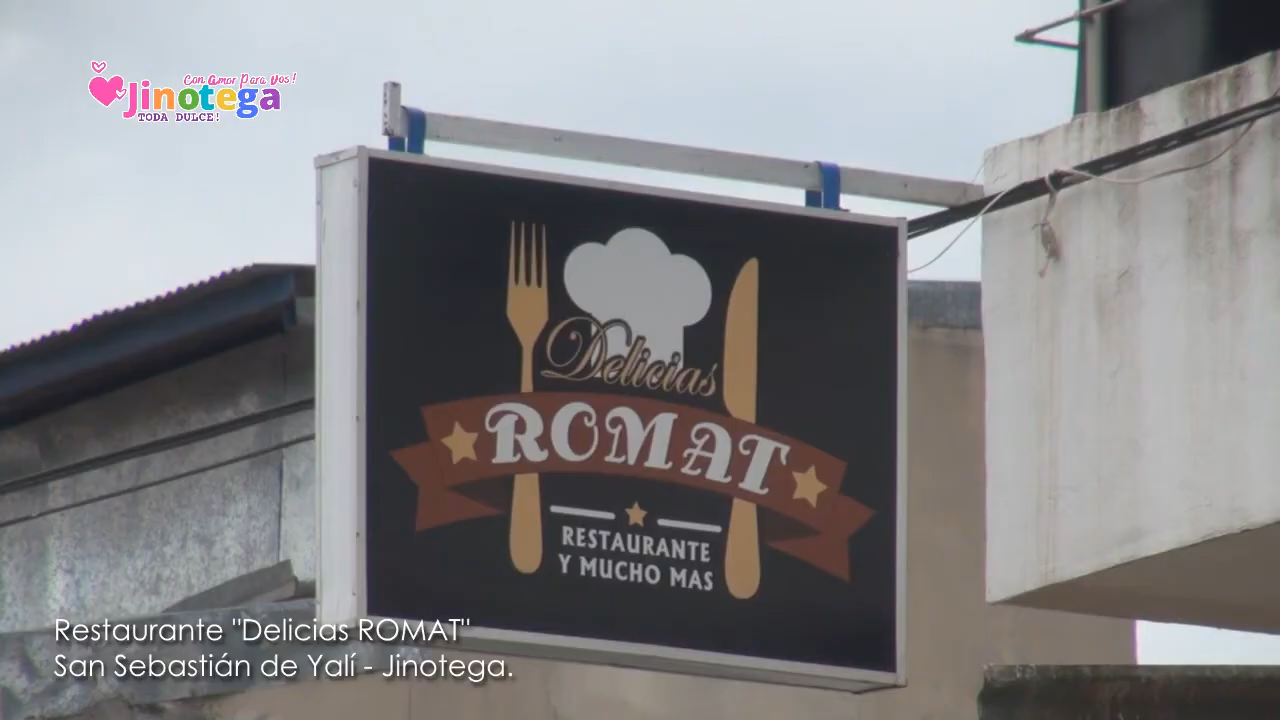 Con Amor Para Vos!
Jinotega
TODA DULCE!
Delicias
ROMAT
RESTAURANTE
Y MUCHO MAS
Restaurante "Delicias ROMAT"
San Sebastián de Yalí - Jinotega.